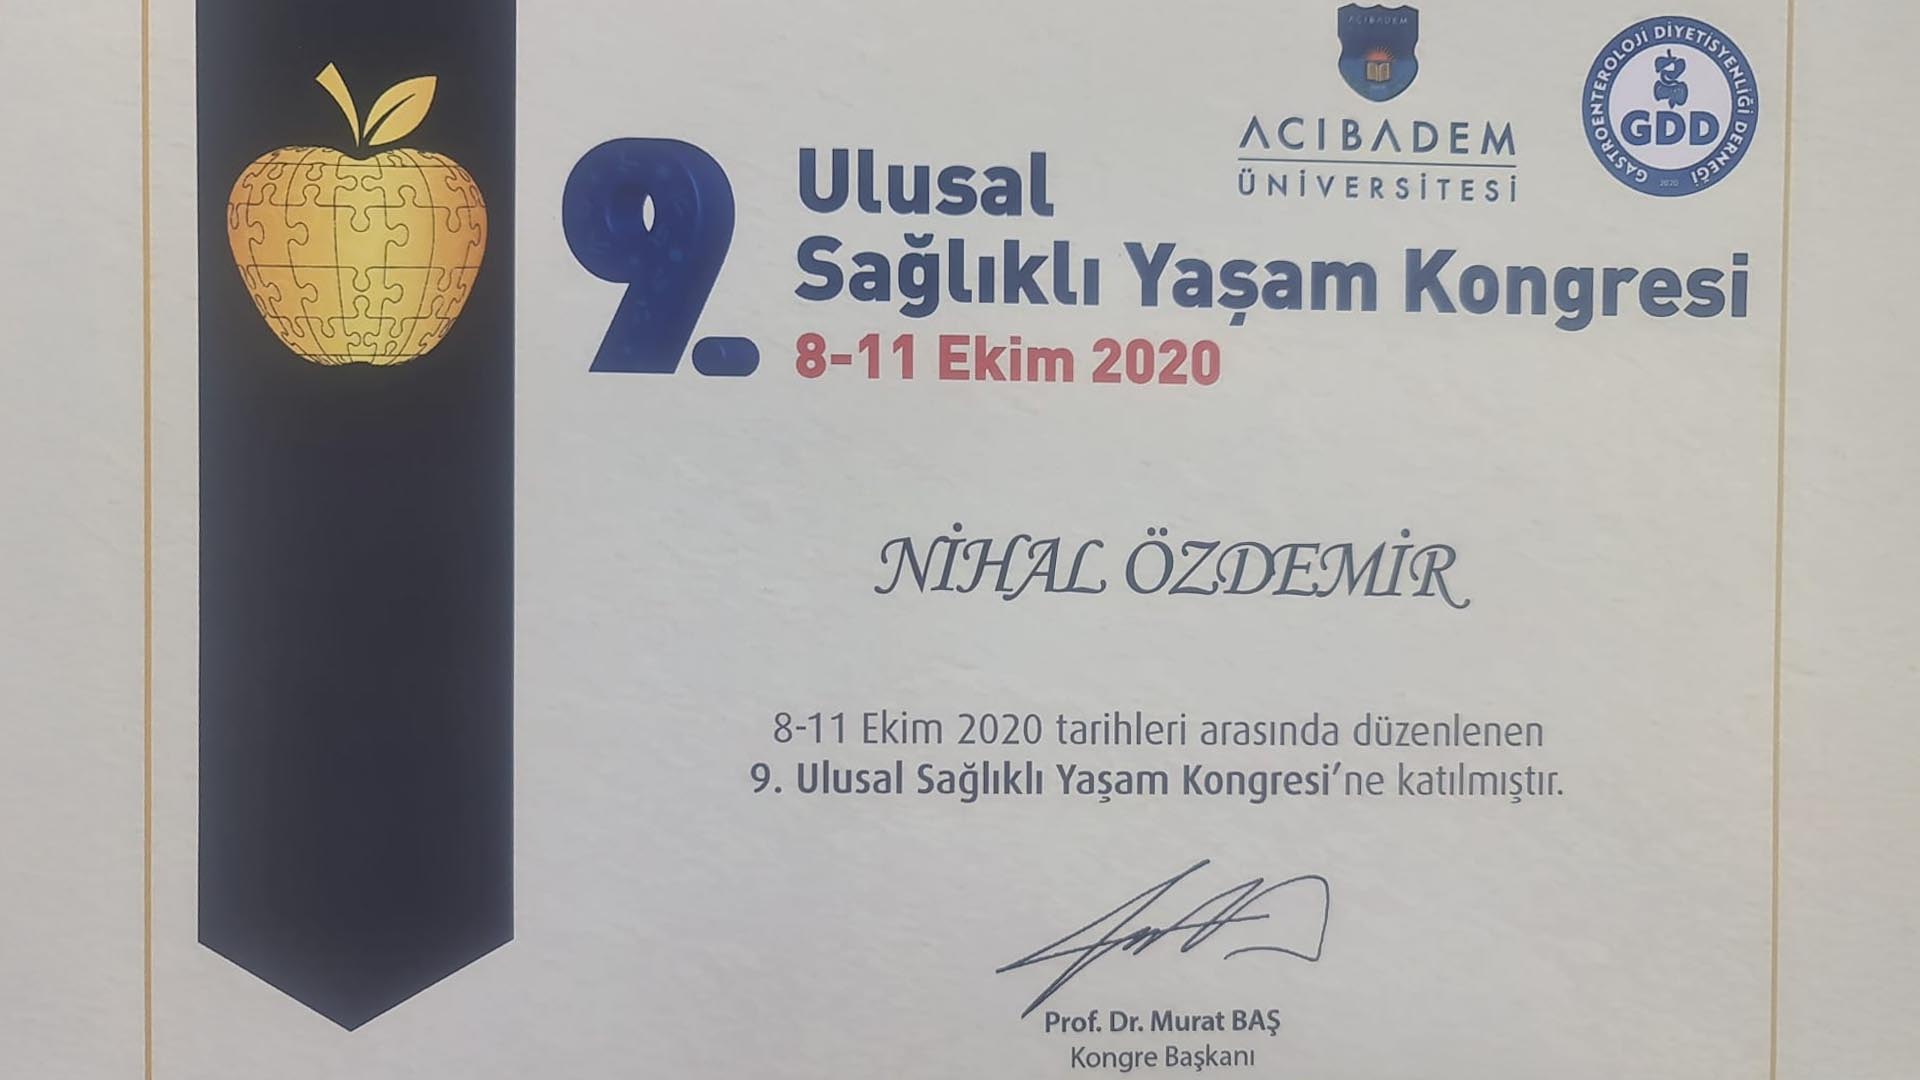 ACIBADEM
ACIBADEM
ÜNİVERSİTESİ
GASTROENTEROLOJİ DİYETİSYENLİĞİ DERNEĞİ
GDD
2020
9. Ulusal
Sağlıklı Yaşam Kongresi
8-11 Ekim 2020
NİHAL ÖZDEMİR
8-11 Ekim 2020 tarihleri arasında düzenlenen
9. Ulusal Sağlıklı Yaşam Kongresi’ne katılmıştır.
Prof. Dr. Murat BAŞ
Kongre Başkanı